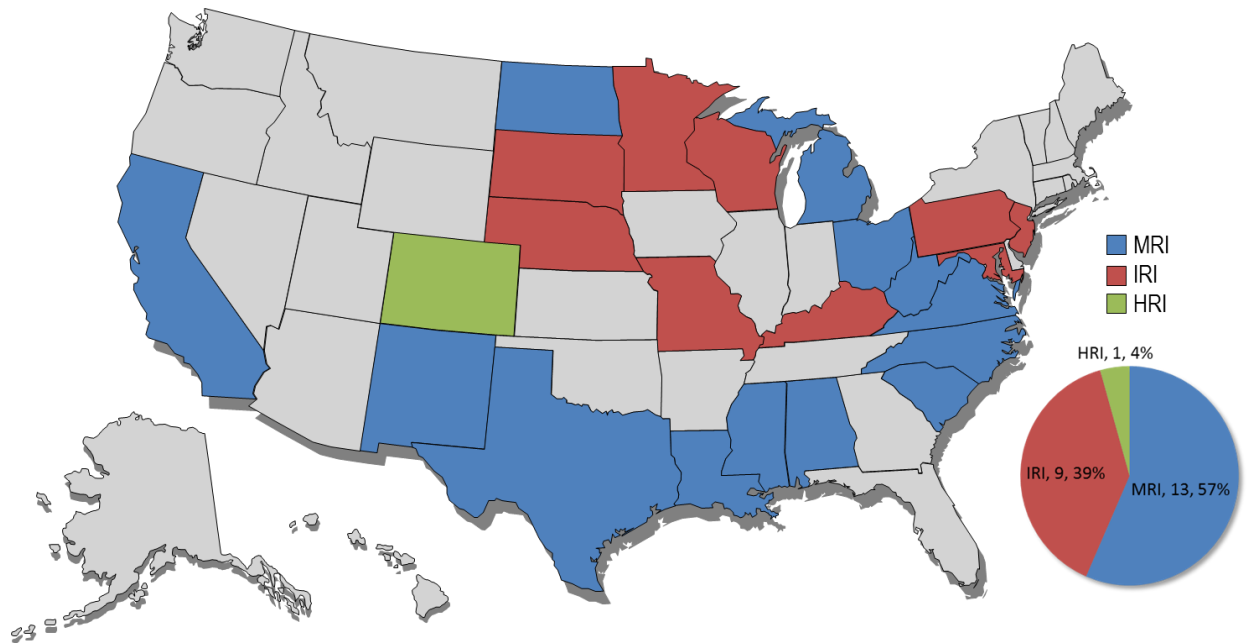 MRI
IRI
HRI
HRI, 1, 4%
IRI, 9, 39%
MRI, 13, 57%